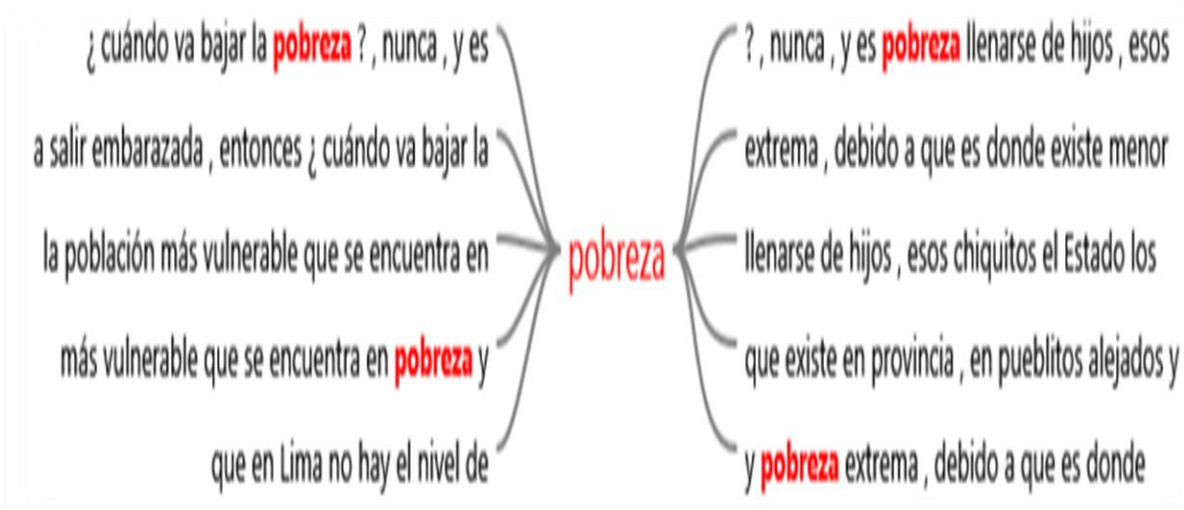 ¿ cuándo va bajar la pobreza ? , nunca , y es
a salir embarazada , entonces ¿ cuándo va bajar la
la población más vulnerable que se encuentra en
más vulnerable que se encuentra en pobreza y
que en Lima no hay el nivel de
pobreza
? , nunca , y es pobreza llenarse de hijos , esos
extrema , debido a que es donde existe menor
llenarse de hijos , esos chiquitos el Estado los
que existe en provincia , en pueblitos alejados y
y pobreza extrema , debido a que es donde